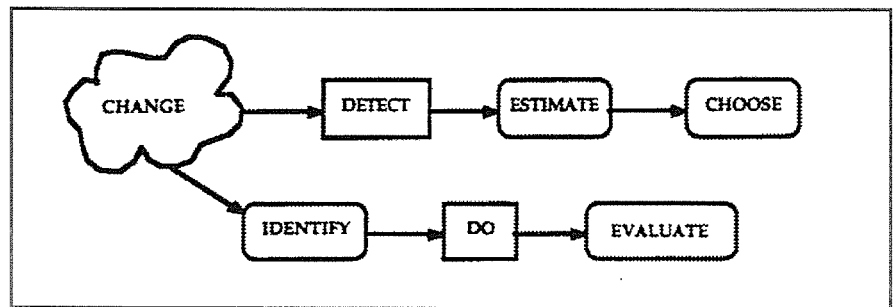 CHANGE
DETECT
ESTIMATE
CHOOSE
IDENTIFY
DO
EVALUATE